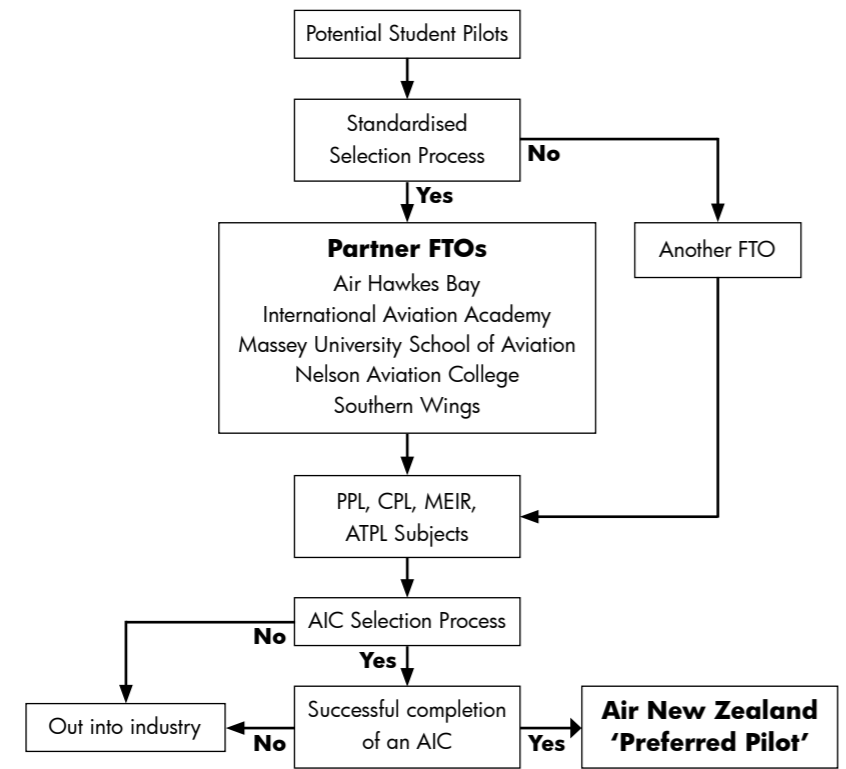 Potential Student Pilots
Standardised
Selection Process
No
Yes
Partner FTOs
Air Hawkes Bay
International Aviation Academy
Massey University School of Aviation
Nelson Aviation College
Southern Wings
Another FTO
PPL, CPL, MEIR,
ATPL Subjects
AIC Selection Process
No
Yes
Out into industry
No
Successful completion
of an AIC
Yes
Air New Zealand
‘Preferred Pilot’